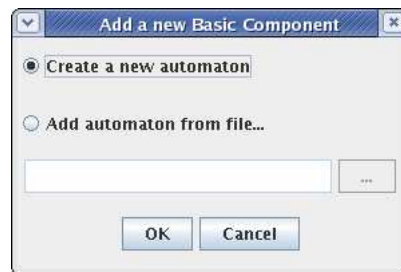 Add a new Basic Component
Create a new automaton
Add automaton from file...
...
OK Cancel